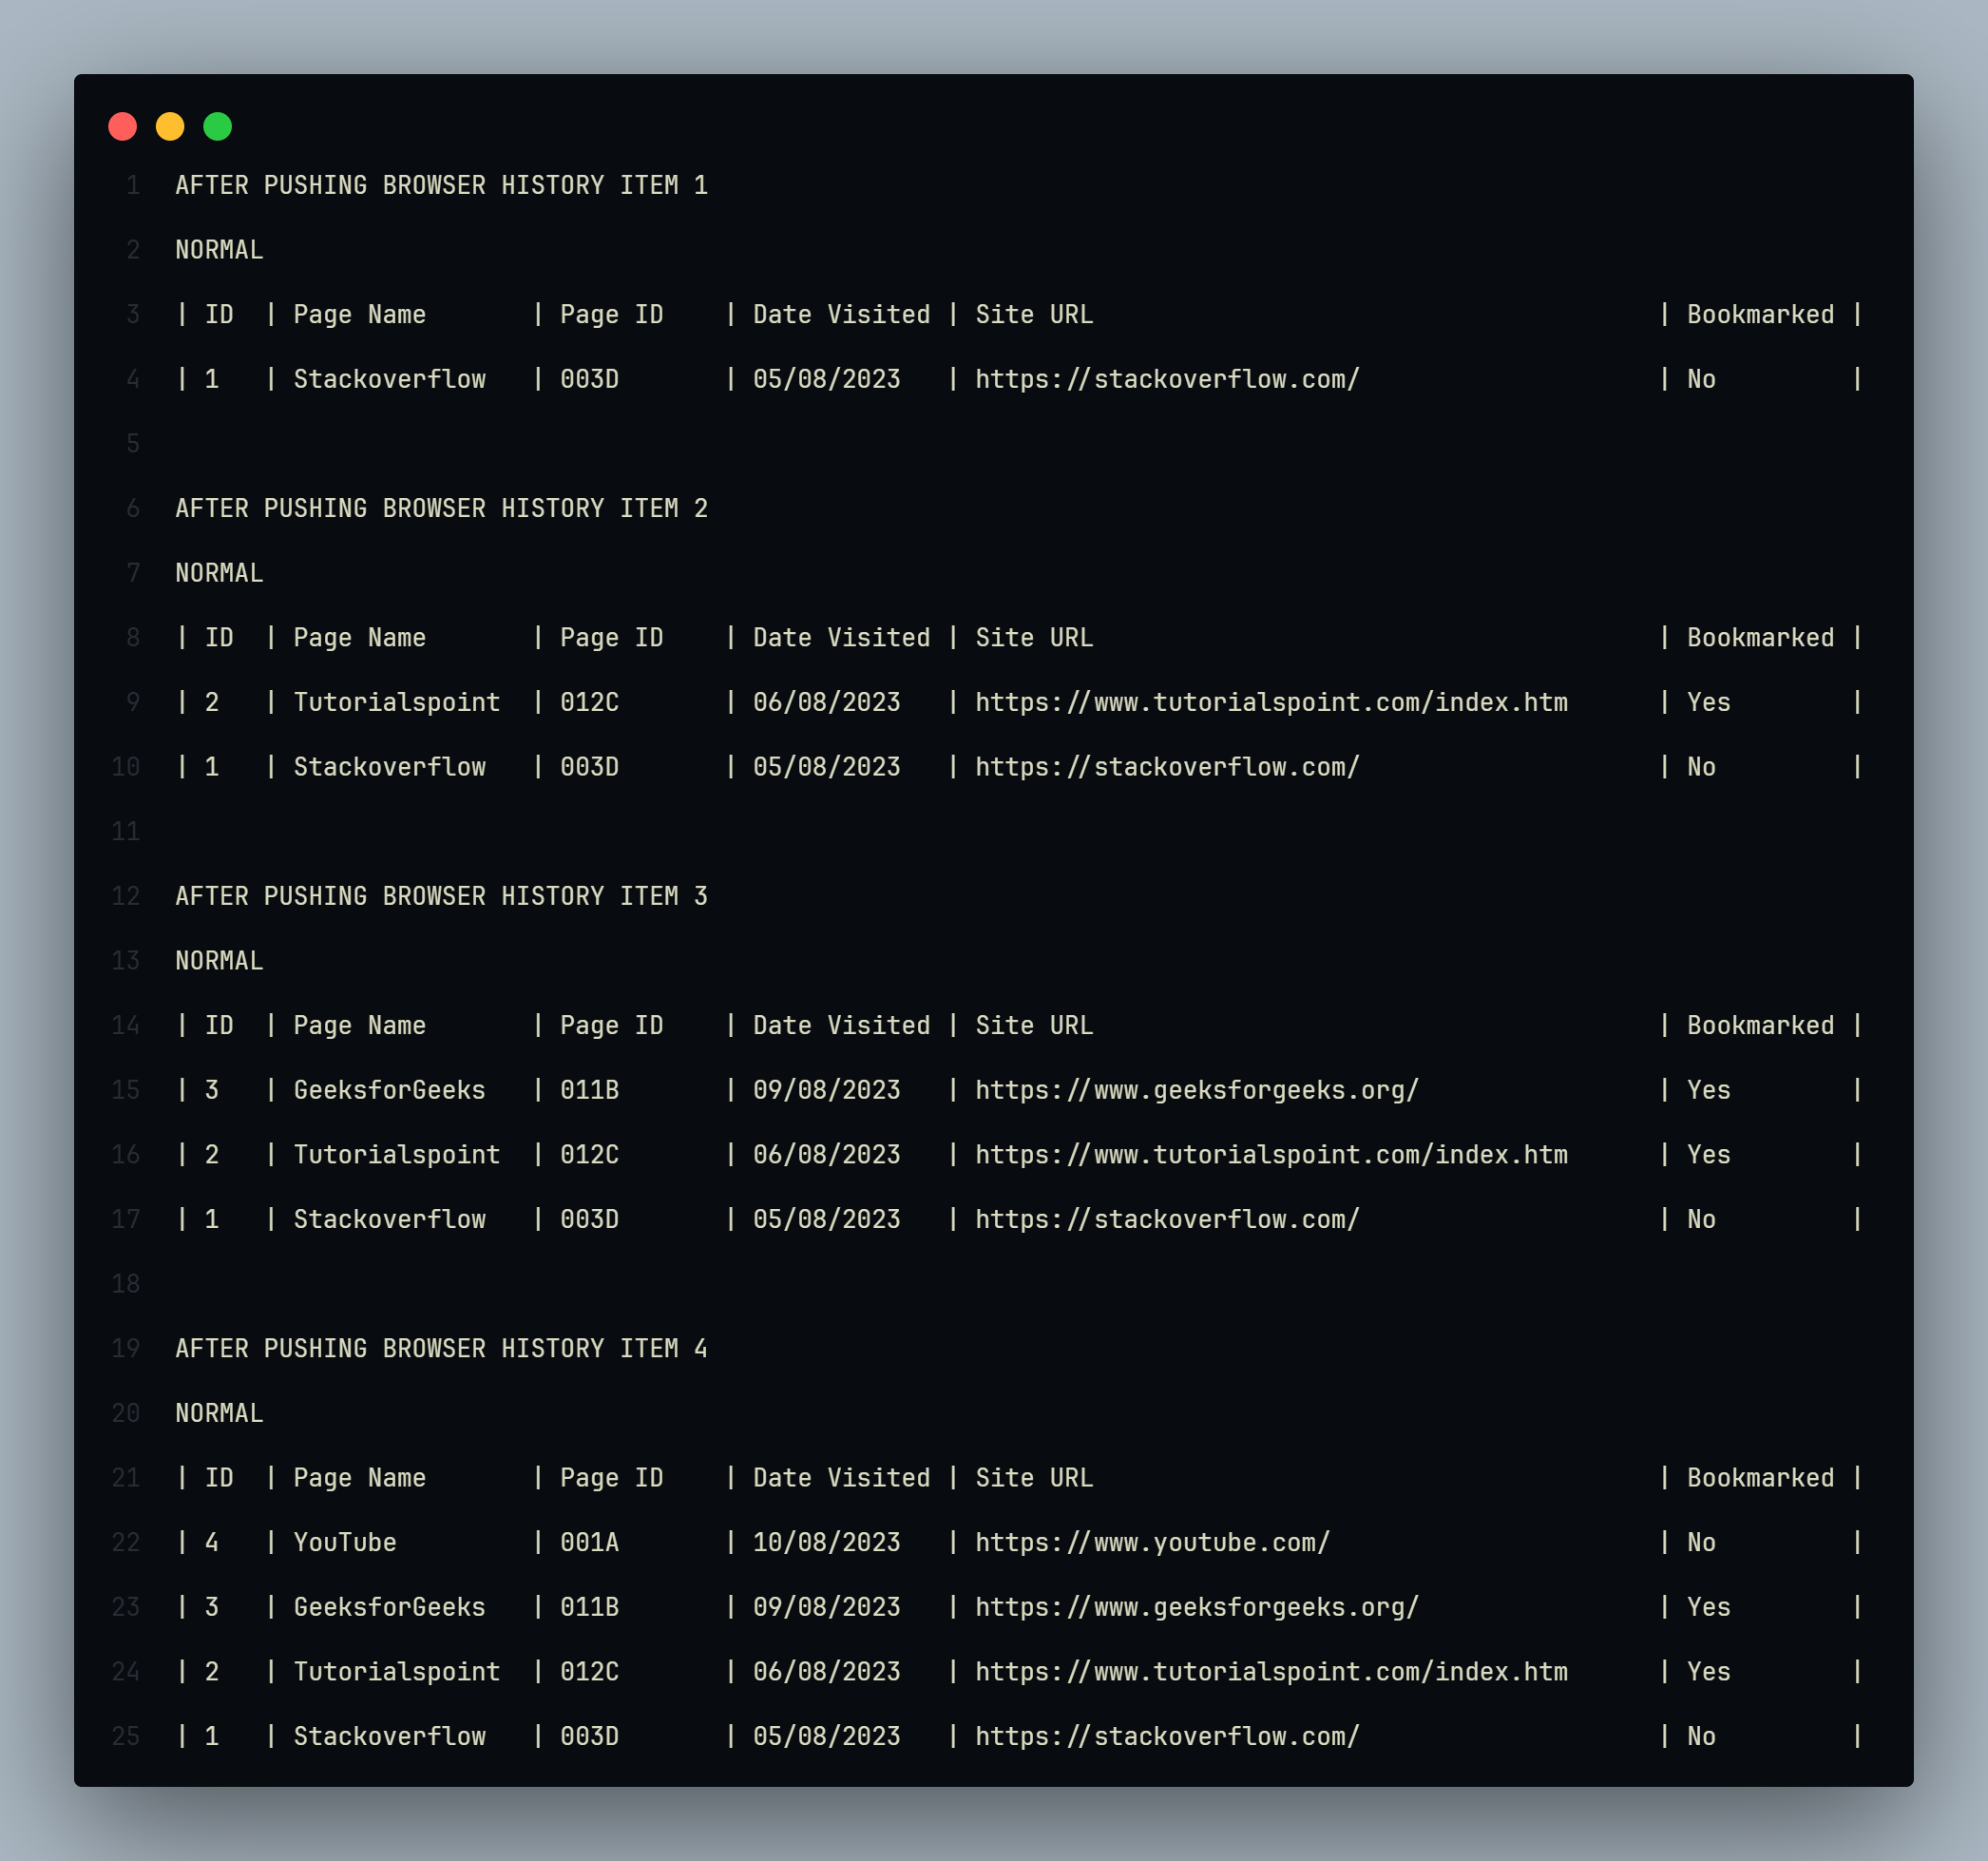 1 AFTER PUSHING BROWSER HISTORY ITEM 1
2 NORMAL
3 | ID  | Page Name       | Page ID    | Date Visited | Site URL                                      | Bookmarked |
4 | 1   | Stackoverflow   | 003D       | 05/08/2023   | https://stackoverflow.com/                    | No         |
5
6 AFTER PUSHING BROWSER HISTORY ITEM 2
7 NORMAL
8 | ID  | Page Name       | Page ID    | Date Visited | Site URL                                      | Bookmarked |
9 | 2   | Tutorialspoint  | 012C       | 06/08/2023   | https://www.tutorialspoint.com/index.htm      | Yes        |
10 | 1   | Stackoverflow   | 003D       | 05/08/2023   | https://stackoverflow.com/                    | No         |
11
12 AFTER PUSHING BROWSER HISTORY ITEM 3
13 NORMAL
14 | ID  | Page Name       | Page ID    | Date Visited | Site URL                                      | Bookmarked |
15 | 3   | GeeksforGeeks   | 011B       | 09/08/2023   | https://www.geeksforgeeks.org/                | Yes        |
16 | 2   | Tutorialspoint  | 012C       | 06/08/2023   | https://www.tutorialspoint.com/index.htm      | Yes        |
17 | 1   | Stackoverflow   | 003D       | 05/08/2023   | https://stackoverflow.com/                    | No         |
18
19 AFTER PUSHING BROWSER HISTORY ITEM 4
20 NORMAL
21 | ID  | Page Name       | Page ID    | Date Visited | Site URL                                      | Bookmarked |
22 | 4   | YouTube         | 001A       | 10/08/2023   | https://www.youtube.com/                      | No         |
23 | 3   | GeeksforGeeks   | 011B       | 09/08/2023   | https://www.geeksforgeeks.org/                | Yes        |
24 | 2   | Tutorialspoint  | 012C       | 06/08/2023   | https://www.tutorialspoint.com/index.htm      | Yes        |
25 | 1   | Stackoverflow   | 003D       | 05/08/2023   | https://stackoverflow.com/                    | No         |